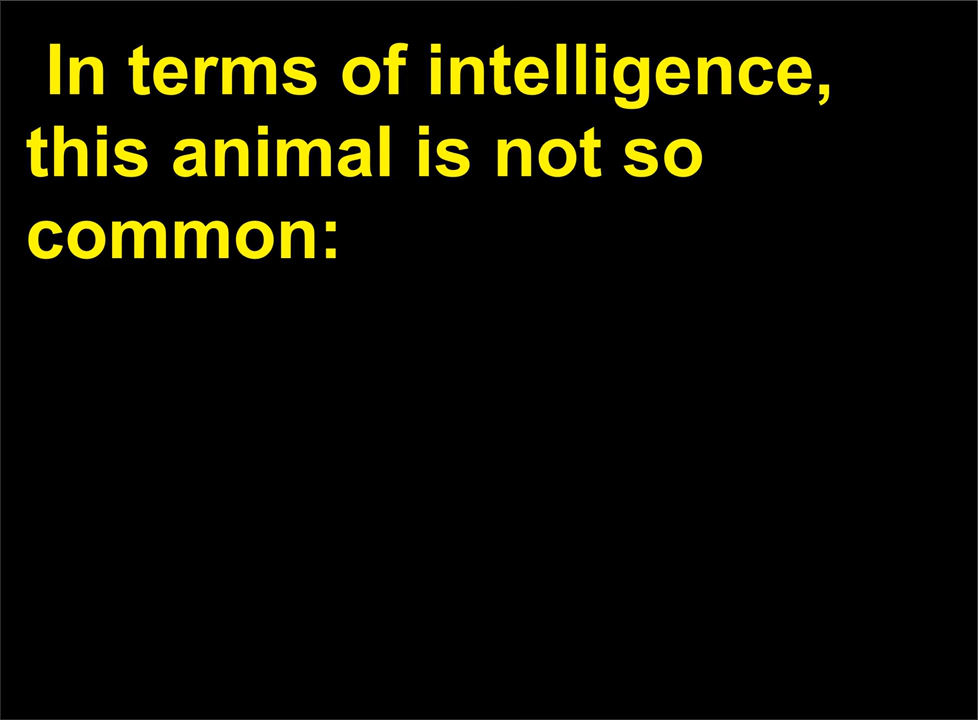 In terms of intelligence,
this animal is not so
common: